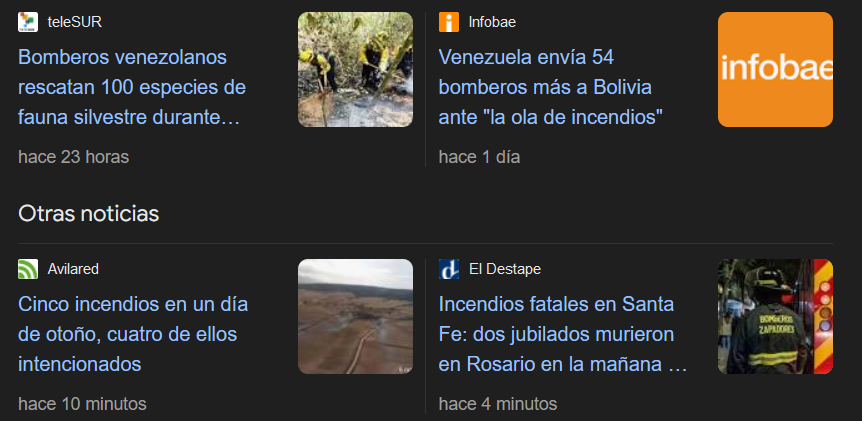 teleSUR
Bomberos venezolanos
rescatan 100 especies de
fauna silvestre durante…
hace 23 horas
Infobae
Venezuela envía 54
bomberos más a Bolivia
ante "la ola de incendios"
hace 1 día
infobae
Otras noticias
Avilared
Cinco incendios en un día
de otoño, cuatro de ellos
intencionados
hace 10 minutos
El Destape
Incendios fatales en Santa
Fe: dos jubilados murieron
en Rosario en la mañana …
hace 4 minutos
BOMBEROS
ZAPADORES